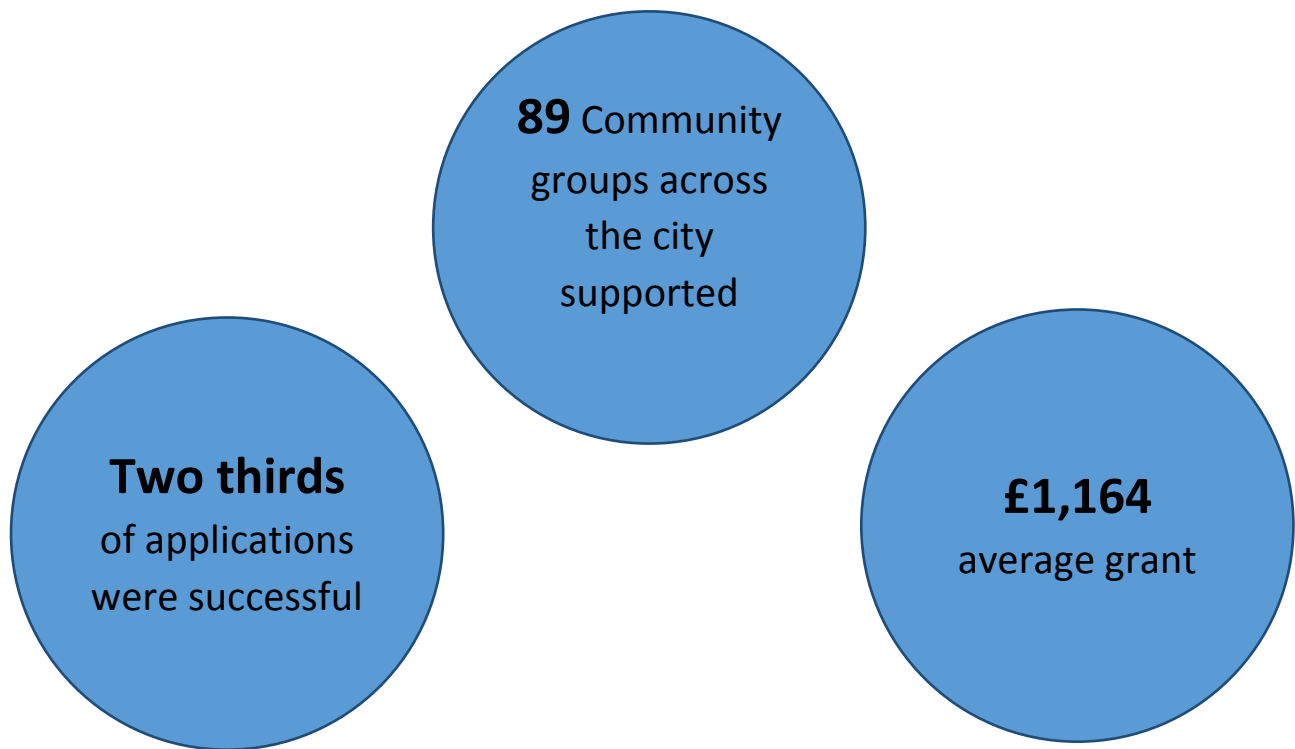 89 Community
groups across
the city
supported
Two thirds
of applications
were successful
£1,164
average grant